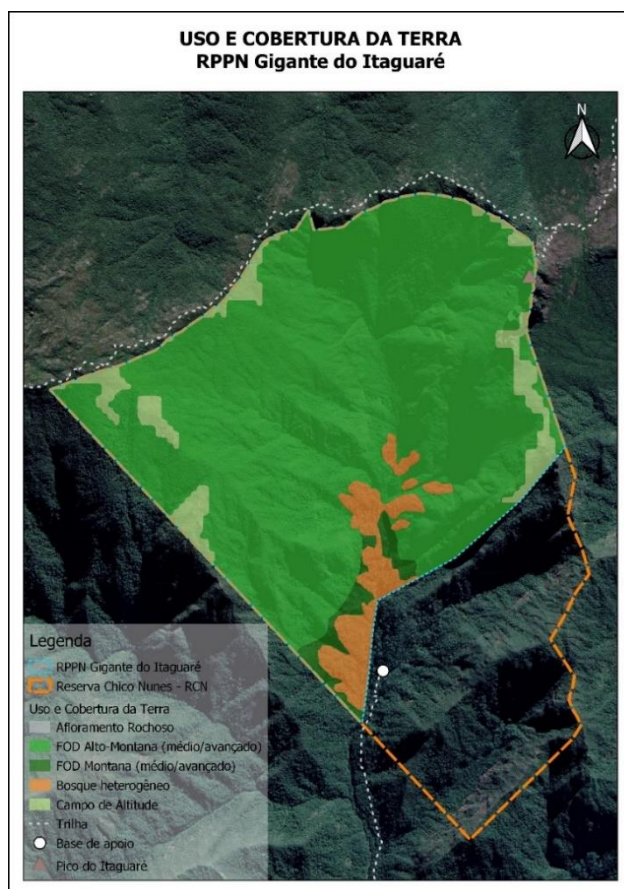 USO E COBERTURA DA TERRA
RPPN Gigante do Itaguaré
N
Legenda
RPPN Gigante do Itaguaré
Reserva Chico Nunes - RCN
Uso e Cobertura da Terra
Afloramento Rochoso
FOD Alto-Montana (médio/avançado)
FOD Montana (médio/avançado)
Bosque heterogêneo
Campo de Altitude
Trilha
Base de apoio
Pico do Itaguaré